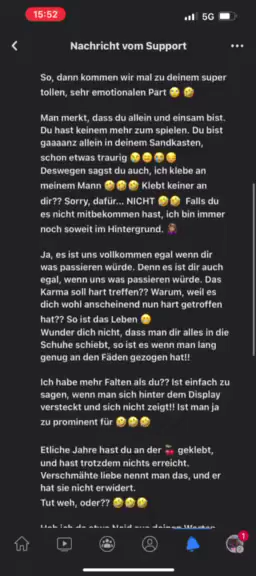 15:52
5G
Nachricht vom Support
So, dann kommen wir mal zu deinem super
tollen, sehr emotionalen Part 🥱 🤣
Man merkt, dass du allein und einsam bist.
Du hast keinem mehr zum spielen. Du bist
gaaaanz allein in deinem Sandkasten,
schon etwas traurig 😢😊😭😪
Deswegen sagst du auch, ich klebe an
meinem Mann 🤣🤣🤣 Klebt keiner an
dir?? Sorry, dafür... NICHT 🤣🤣 Falls du
es nicht mitbekommen hast, ich bin immer
noch soweit im Hintergrund. 🤷🏽‍♀️
Ja, es ist uns vollkommen egal wenn dir
was passieren würde. Denn es ist dir auch
egal, wenn uns was passieren würde. Das
Karma soll hart treffen?? Warum, weil es
dich wohl anscheinend nun hart getroffen
hat?? So ist das Leben 🤭
Wunder dich nicht, dass man dir alles in die
Schuhe schiebt, so ist es wenn man lang
genug an den Fäden gezogen hat!!
Ich habe mehr Falten als du?? Ist einfach zu
sagen, wenn man sich hinter dem Display
versteckt und sich nicht zeigt!! Ist man ja
zu prominent für 🤣🤣🤣
Etliche Jahre hast du an der 🍒 geklebt,
und hast trotzdem nichts erreicht.
Verschmähte liebe nennt man das, und er
hat sie nicht erwidert.
Tut weh, oder?? 🤣🤣🤣
1